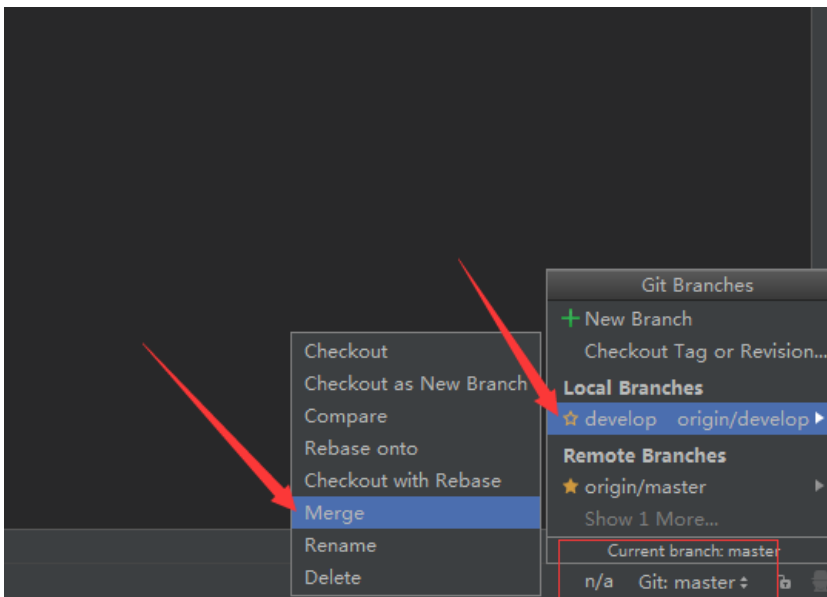 Git Branches
New Branch
Checkout Tag or Revision...
Local Branches
develop origin/develop
Remote Branches
origin/master
Show 1 More...
Current branch: master
n/a Git: master
Checkout
Checkout as New Branch
Compare
Rebase onto
Checkout with Rebase
Merge
Rename
Delete